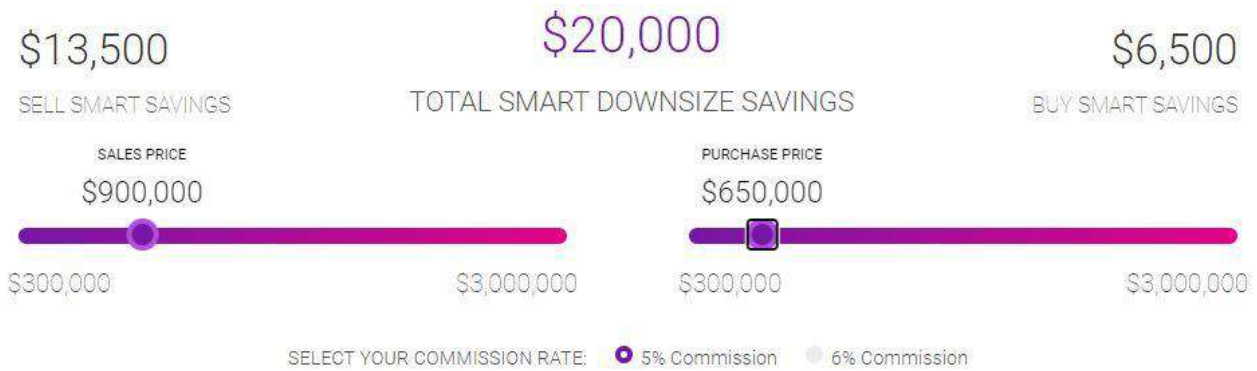 $13,500
SELL SMART SAVINGS
$20,000
TOTAL SMART DOWNSIZE SAVINGS
$6,500
BUY SMART SAVINGS
SALES PRICE
$900,000
$300,000
$3,000,000
PURCHASE PRICE
$650,000
$300,000
$3,000,000
SELECT YOUR COMMISSION RATE: 5% Commission 6% Commission